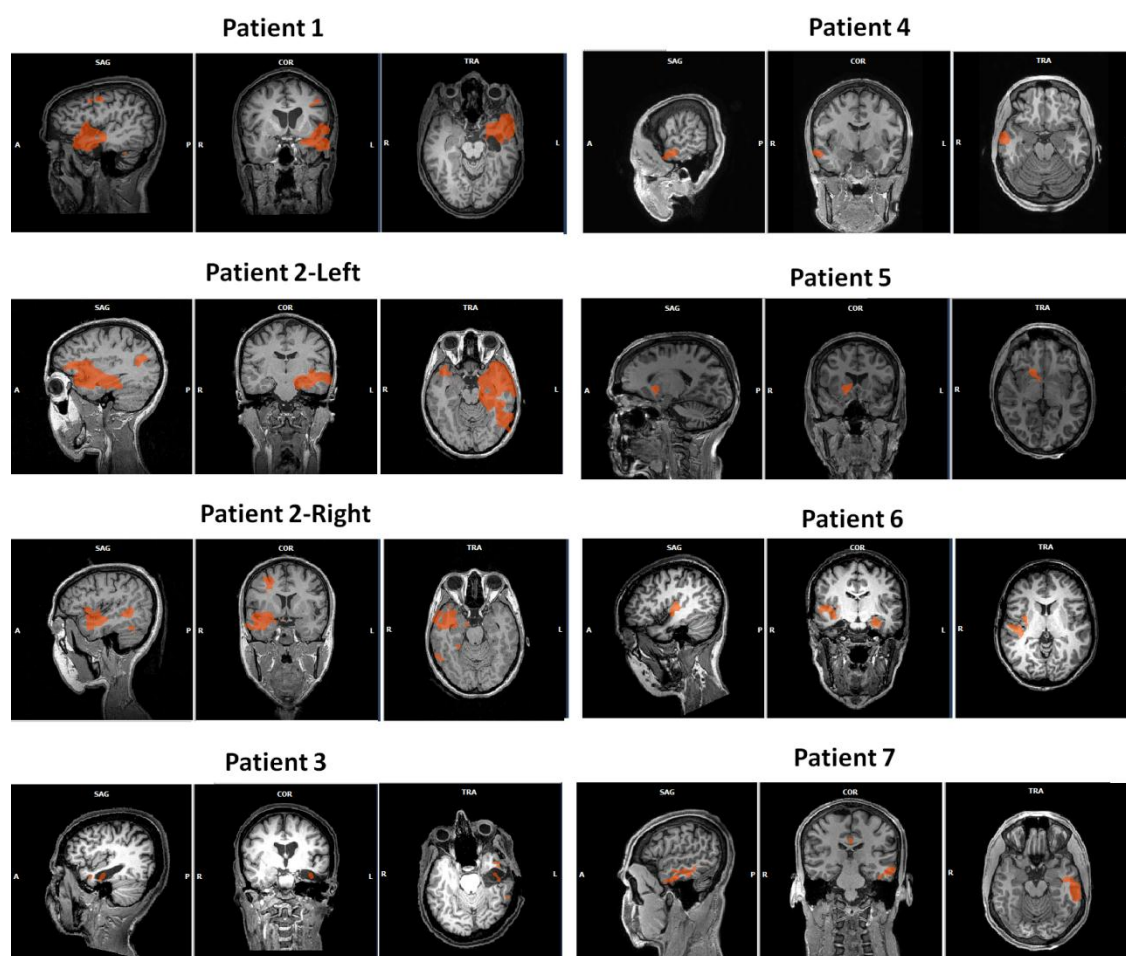 Patient 1
SAG COR TRA
A P R L R L
Patient 4
SAG COR TRA
A P R L R L
Patient 2-Left
SAG COR TRA
A P R L R L
Patient 5
SAG COR TRA
A P R L R L
Patient 2-Right
SAG COR TRA
A P R L R L
Patient 6
SAG COR TRA
A P R L R L
Patient 3
SAG COR TRA
A P R L R L
Patient 7
SAG COR TRA
A P R L R L